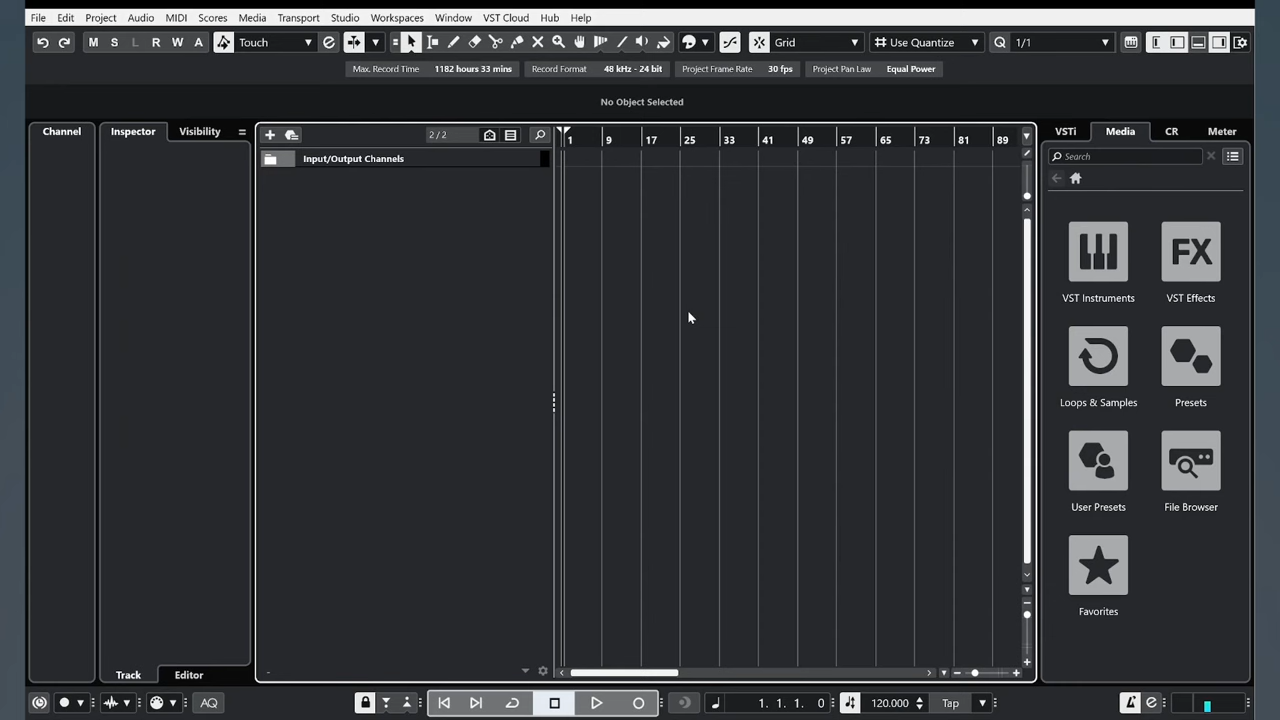 File Edit Project Audio MIDI Scores Media Transport Studio Workspaces Window VST Cloud Hub Help
M S L R W A Touch Grid Use Quantize Q 1/1
Max. Record Time 1182 hours 33 mins Record Format 48 kHz - 24 bit Project Frame Rate 30 fps Project Pan Law Equal Power
No Object Selected
Channel Inspector Visibility 2/2 1 9 17 25 33 41 49 57 65 73 81 89 VSTi Media CR Meter
Input/Output Channels
Search
FX
VST Instruments VST Effects
Loops & Samples Presets
User Presets File Browser
Favorites
Track Editor
AQ 1. 1. 1. 0 120.000 Tap